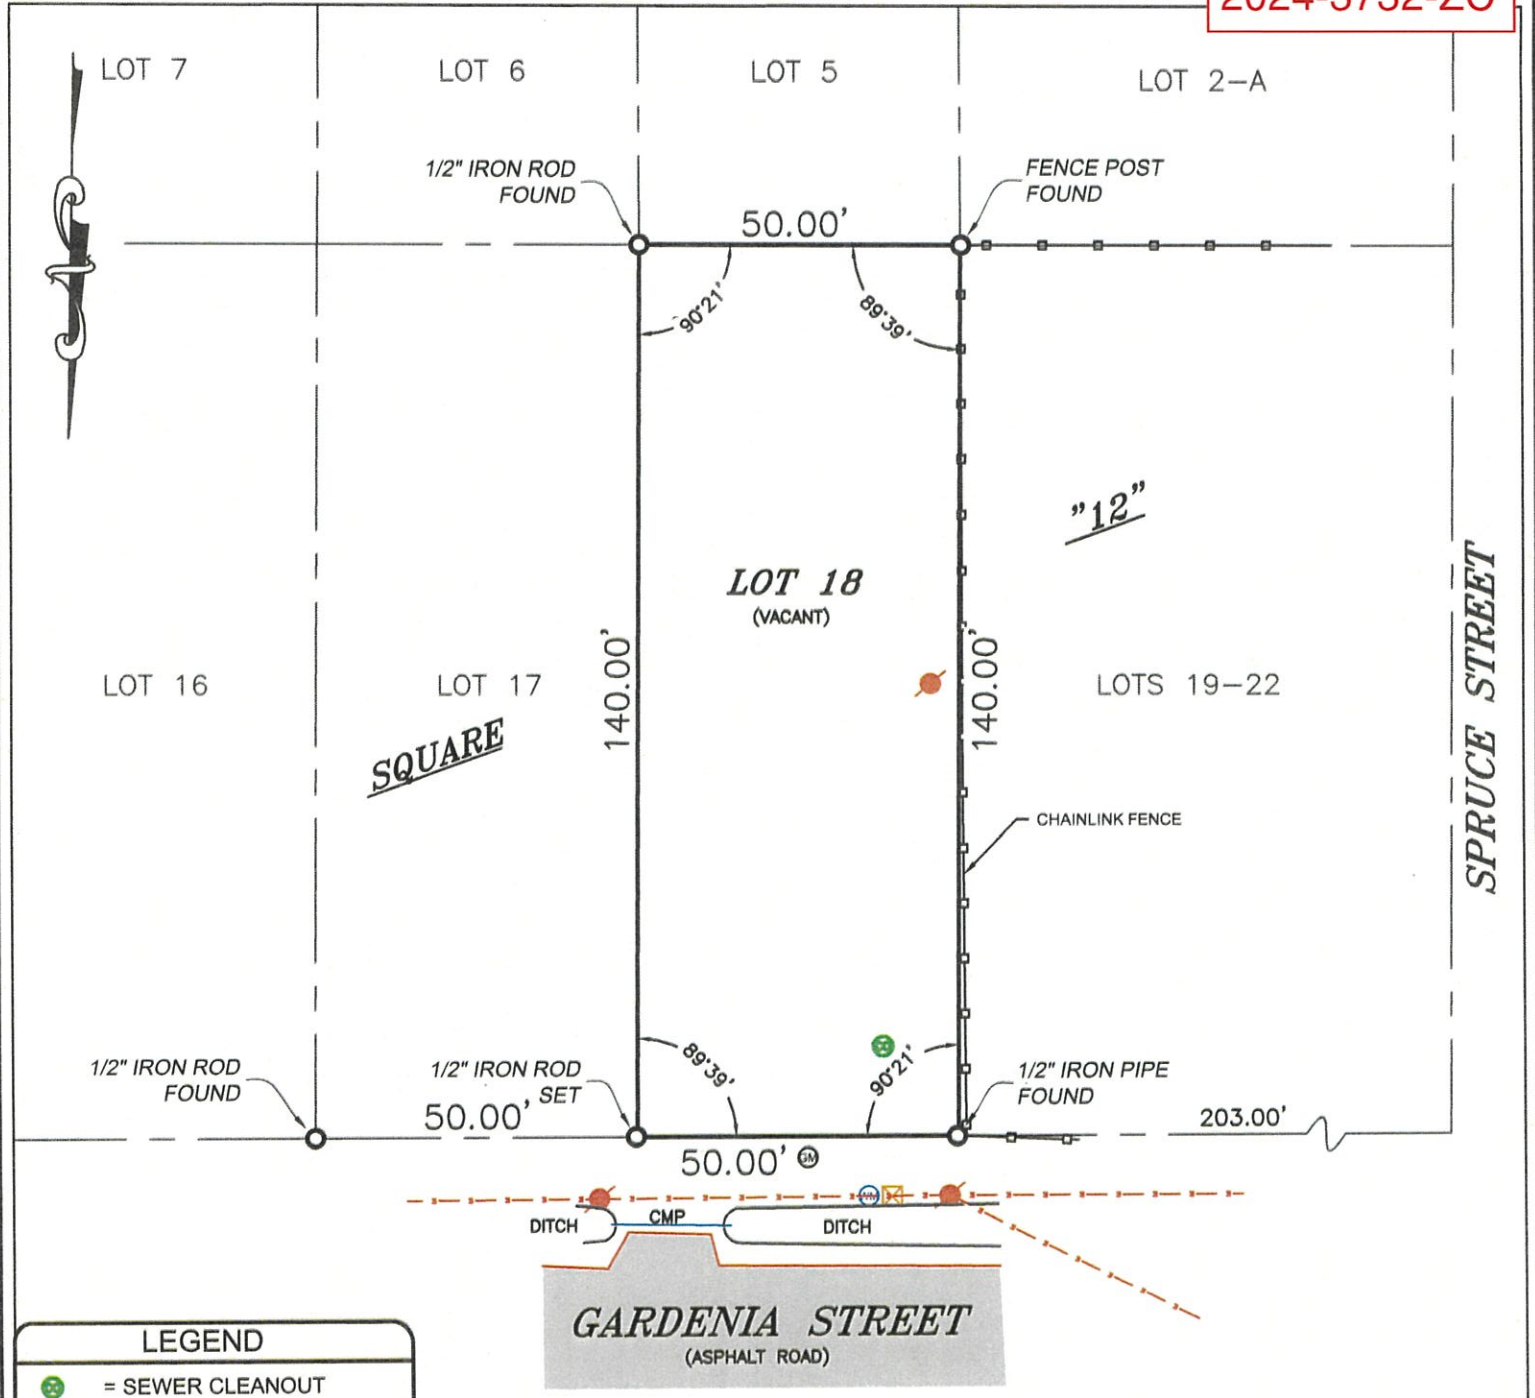 LOT 7
LOT 6
LOT 5
LOT 2-A
1/2" IRON ROD
FOUND
FENCE POST
FOUND
50.00'
90°21'
89°39'
"12"
LOT 18
(VACANT)
140.00'
140.00'
LOT 16
LOT 17
LOTS 19-22
SQUARE
SPRUCE STREET
CHAINLINK FENCE
89°39'
90°21'
1/2" IRON ROD
FOUND
1/2" IRON ROD
SET
1/2" IRON PIPE
FOUND
50.00'
203.00'
50.00'
GM
DITCH
CMP
DITCH
GARDENIA STREET
(ASPHALT ROAD)
LEGEND
= SEWER CLEANOUT